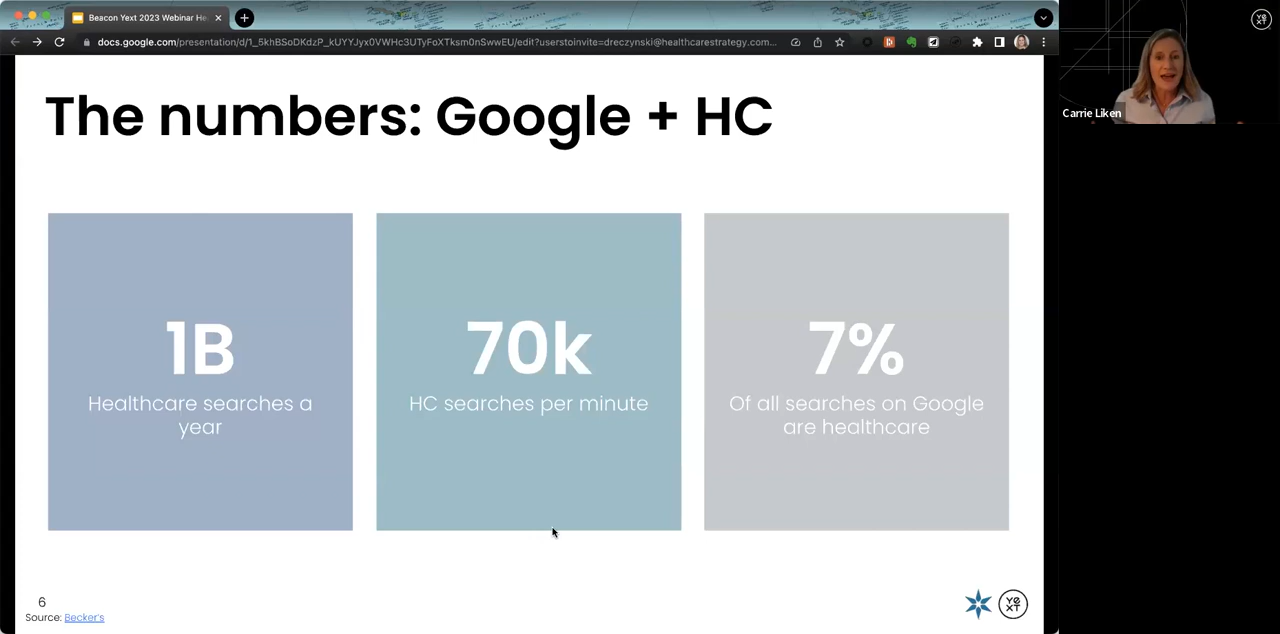 Beacon Yext 2023 Webinar He
docs.google.com/presentation/d/1_5khBSoDKdzP_kUYYJyx0VWHc3UTyFoXTksm0nSwwEU/edit?userstoinvite=dreczynski@healthcarestrategy.com...
The numbers: Google + HC
1B
Healthcare searches a
year
70k
HC searches per minute
7%
Of all searches on Google
are healthcare
6
Source: Becker's
YEXT
Carrie Liken
YEXT